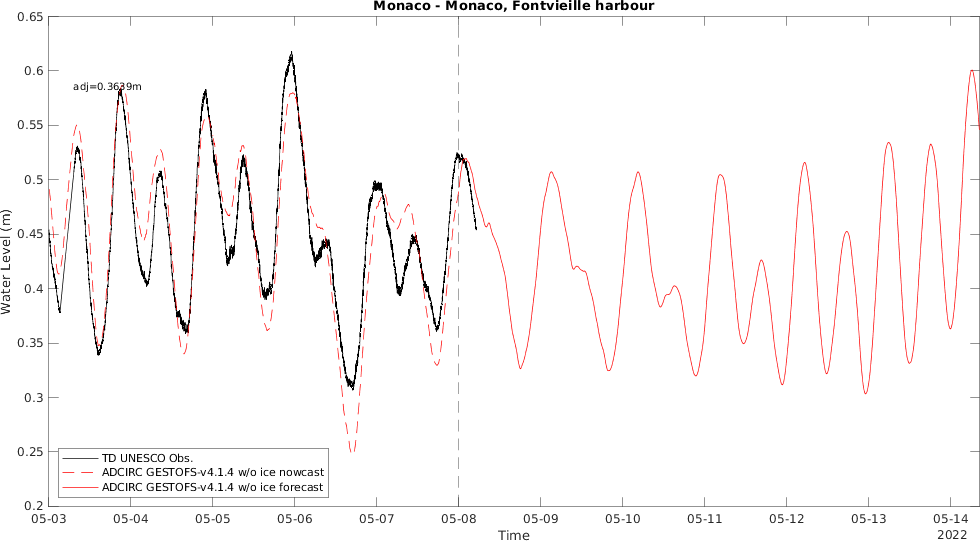 Monaco - Monaco, Fontvieille harbour
0.65
0.6
0.55
0.5
0.45
0.4
0.35
0.3
0.25
0.2
Water Level (m)
adj=0.3639m
TD UNESCO Obs.
ADCIRC GESTOFS-v4.1.4 w/o ice nowcast
ADCIRC GESTOFS-v4.1.4 w/o ice forecast
05-03 05-04 05-05 05-06 05-07 05-08 05-09 05-10 05-11 05-12 05-13 05-14
Time
2022